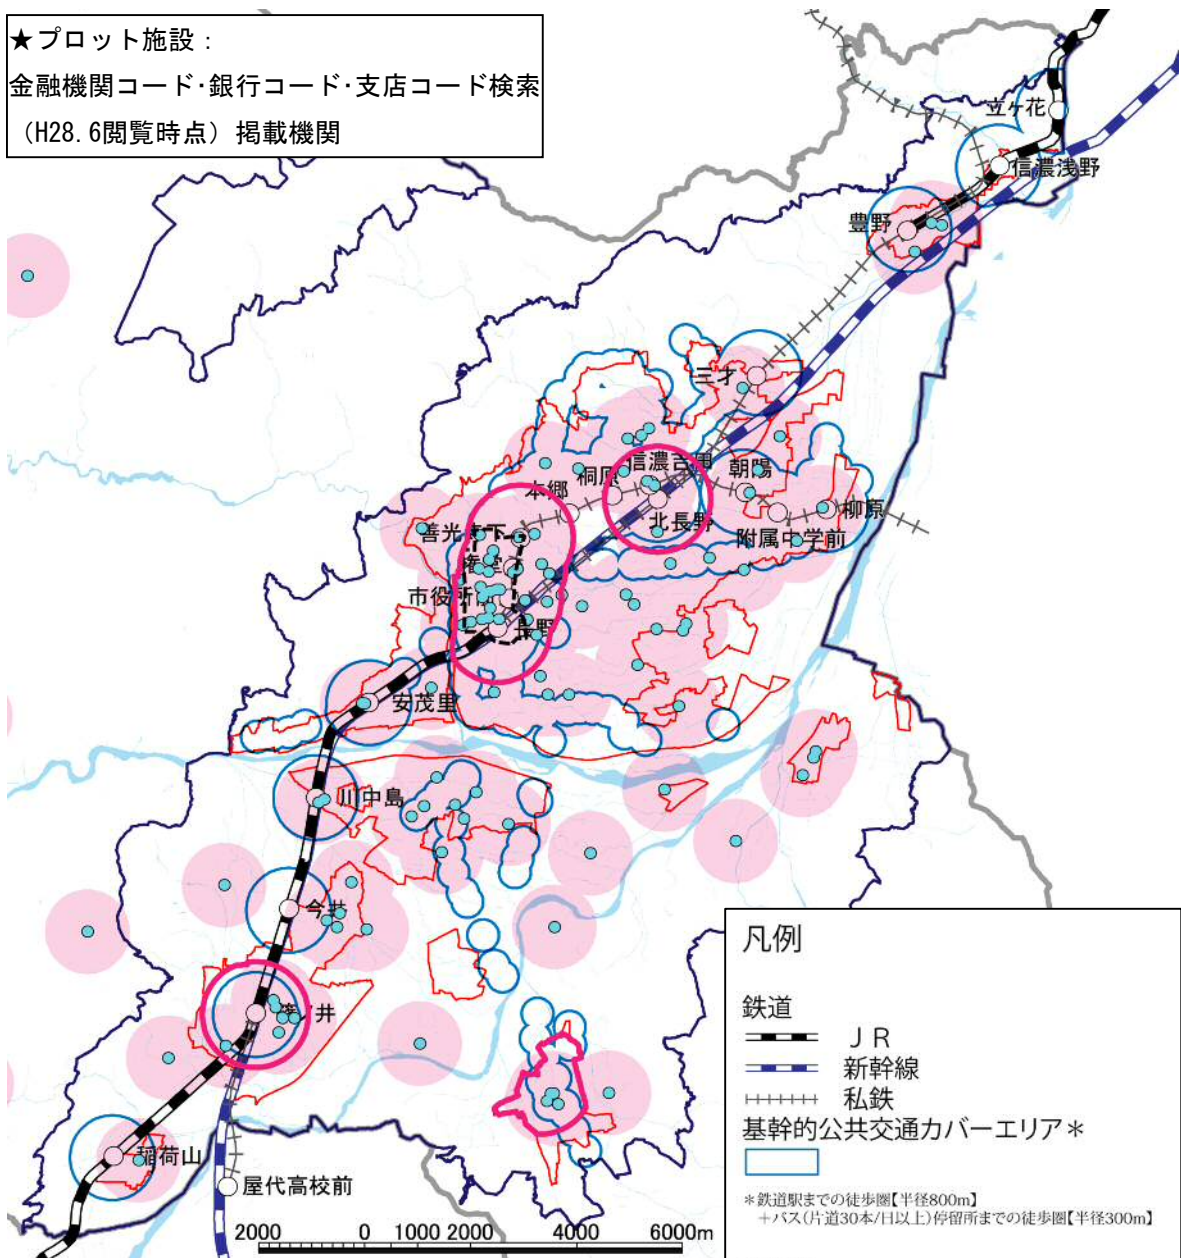 ★プロット施設：
金融機関コード・銀行コード・支店コード検索
（H28.6閲覧時点）掲載機関
立ヶ花
信濃浅野
豊野
三才
信濃吉田
朝陽
桐原
本郷
柳原
北長野
附属中学前
善光寺下
権堂
市役所前
長野
安茂里
川中島
今井
篠ノ井
稲荷山
屋代高校前
2000 0 2000 4000 6000m
凡例
鉄道
ＪＲ
新幹線
私鉄
基幹的公共交通カバーエリア＊
＊鉄道駅までの徒歩圏【半径800m】
＋バス（片道30本/日以上）停留所までの徒歩圏【半径300m】